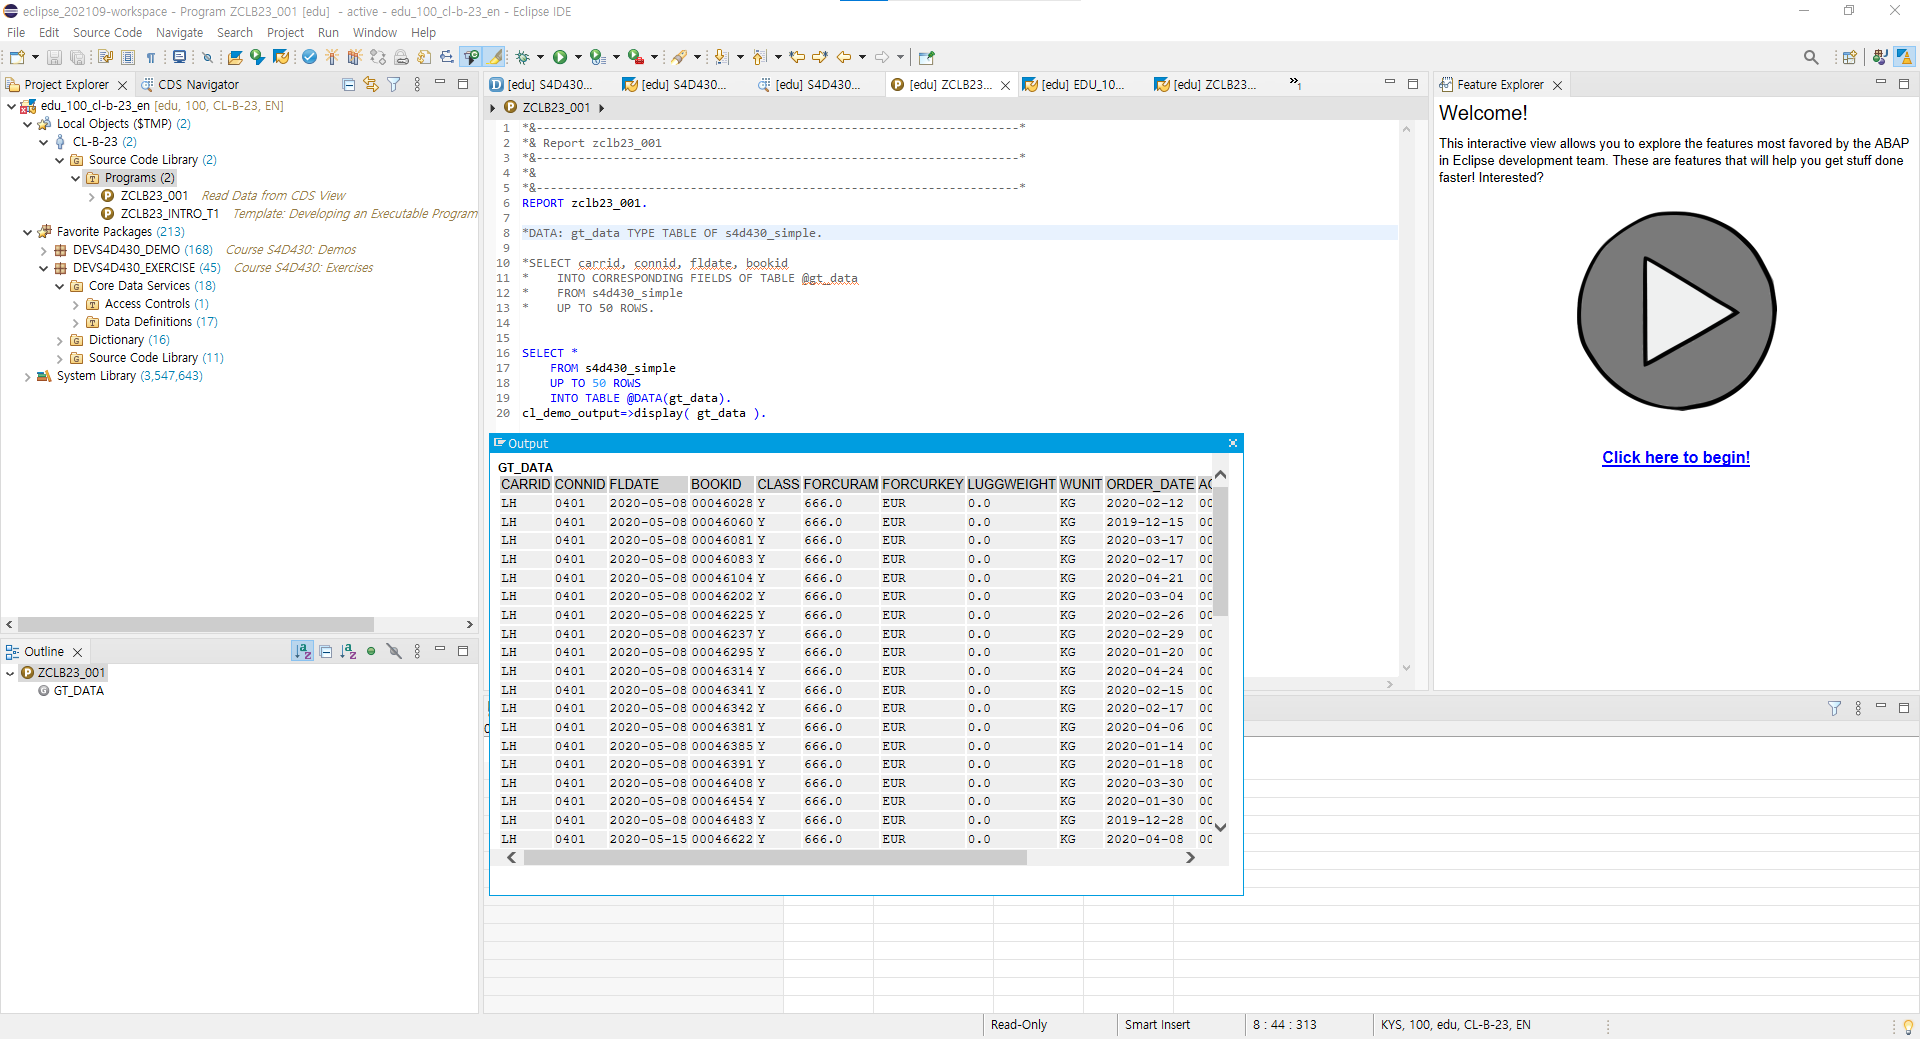 eclipse_202109-workspace - Program ZCLB23_001 [edu]  - active - edu_100_cl-b-23_en - Eclipse IDE
File Edit Source Code Navigate Search Project Run Window Help
Project Explorer CDS Navigator
edu_100_cl-b-23_en [edu, 100, CL-B-23, EN]
Local Objects ($TMP) (2)
CL-B-23 (2)
Source Code Library (2)
Programs (2)
ZCLB23_001 Read Data from CDS View
ZCLB23_INTRO_T1 Template: Developing an Executable Program
Favorite Packages (213)
DEVS4D430_DEMO (168) Course S4D430: Demos
DEVS4D430_EXERCISE (45) Course S4D430: Exercises
Core Data Services (18)
Access Controls (1)
Data Definitions (17)
Dictionary (16)
Source Code Library (11)
System Library (3,547,643)
Outline
ZCLB23_001
GT_DATA
[edu] S4D430... [edu] S4D430... [edu] S4D430... [edu] ZCLB23... [edu] EDU_10... [edu] ZCLB23... »1
ZCLB23_001
1 *&---------------------------------------------------------------------*
2 *& Report zclb23_001
3 *&---------------------------------------------------------------------*
4 *&
5 *&---------------------------------------------------------------------*
6 REPORT zclb23_001.
7
8 *DATA: gt_data TYPE TABLE OF s4d430_simple.
9
10 *SELECT carrid, connid, fldate, bookid
11 *    INTO CORRESPONDING FIELDS OF TABLE @gt_data
12 *    FROM s4d430_simple
13 *    UP TO 50 ROWS.
14
15
16 SELECT *
17     FROM s4d430_simple
18     UP TO 50 ROWS
19     INTO TABLE @DATA(gt_data).
20 cl_demo_output=>display( gt_data ).
Output
GT_DATA
CARRID CONNID FLDATE BOOKID CLASS FORCURAM FORCURKEY LUGGWEIGHT WUNIT ORDER_DATE
LH 0401 2020-05-08 00046028 Y 666.0 EUR 0.0 KG 2020-02-12
LH 0401 2020-05-08 00046060 Y 666.0 EUR 0.0 KG 2019-12-15
LH 0401 2020-05-08 00046081 Y 666.0 EUR 0.0 KG 2020-03-17
LH 0401 2020-05-08 00046083 Y 666.0 EUR 0.0 KG 2020-02-17
LH 0401 2020-05-08 00046104 Y 666.0 EUR 0.0 KG 2020-04-21
LH 0401 2020-05-08 00046202 Y 666.0 EUR 0.0 KG 2020-03-04
LH 0401 2020-05-08 00046225 Y 666.0 EUR 0.0 KG 2020-02-26
LH 0401 2020-05-08 00046237 Y 666.0 EUR 0.0 KG 2020-02-29
LH 0401 2020-05-08 00046295 Y 666.0 EUR 0.0 KG 2020-01-20
LH 0401 2020-05-08 00046314 Y 666.0 EUR 0.0 KG 2020-04-24
LH 0401 2020-05-08 00046341 Y 666.0 EUR 0.0 KG 2020-02-15
LH 0401 2020-05-08 00046342 Y 666.0 EUR 0.0 KG 2020-02-17
LH 0401 2020-05-08 00046381 Y 666.0 EUR 0.0 KG 2020-04-06
LH 0401 2020-05-08 00046385 Y 666.0 EUR 0.0 KG 2020-01-14
LH 0401 2020-05-08 00046391 Y 666.0 EUR 0.0 KG 2020-01-18
LH 0401 2020-05-08 00046408 Y 666.0 EUR 0.0 KG 2020-03-30
LH 0401 2020-05-08 00046454 Y 666.0 EUR 0.0 KG 2020-01-30
LH 0401 2020-05-08 00046483 Y 666.0 EUR 0.0 KG 2019-12-28
LH 0401 2020-05-15 00046622 Y 666.0 EUR 0.0 KG 2020-04-08
Feature Explorer
Welcome!
This interactive view allows you to explore the features most favored by the ABAP
in Eclipse development team. These are features that will help you get stuff done
faster! Interested?
Click here to begin!
Read-Only Smart Insert 8 : 44 : 313 KYS, 100, edu, CL-B-23, EN